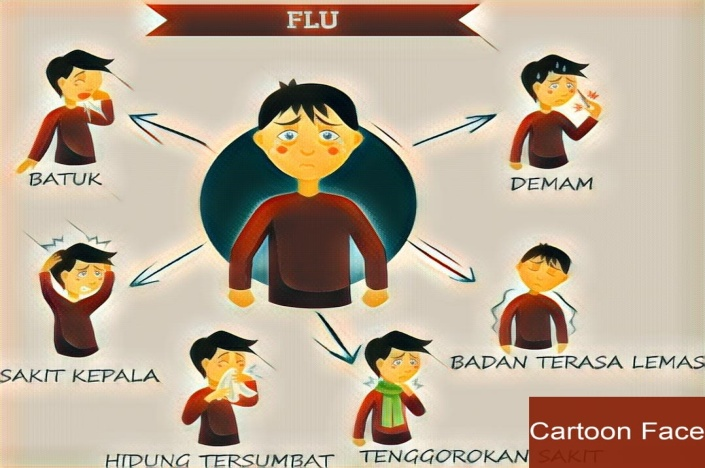 FLU
BATUK
DEMAM
SAKIT KEPALA
BADAN TERASA LEMAS
HIDUNG TERSUMBAT
TENGGOROKAN SAKIT
Cartoon Face